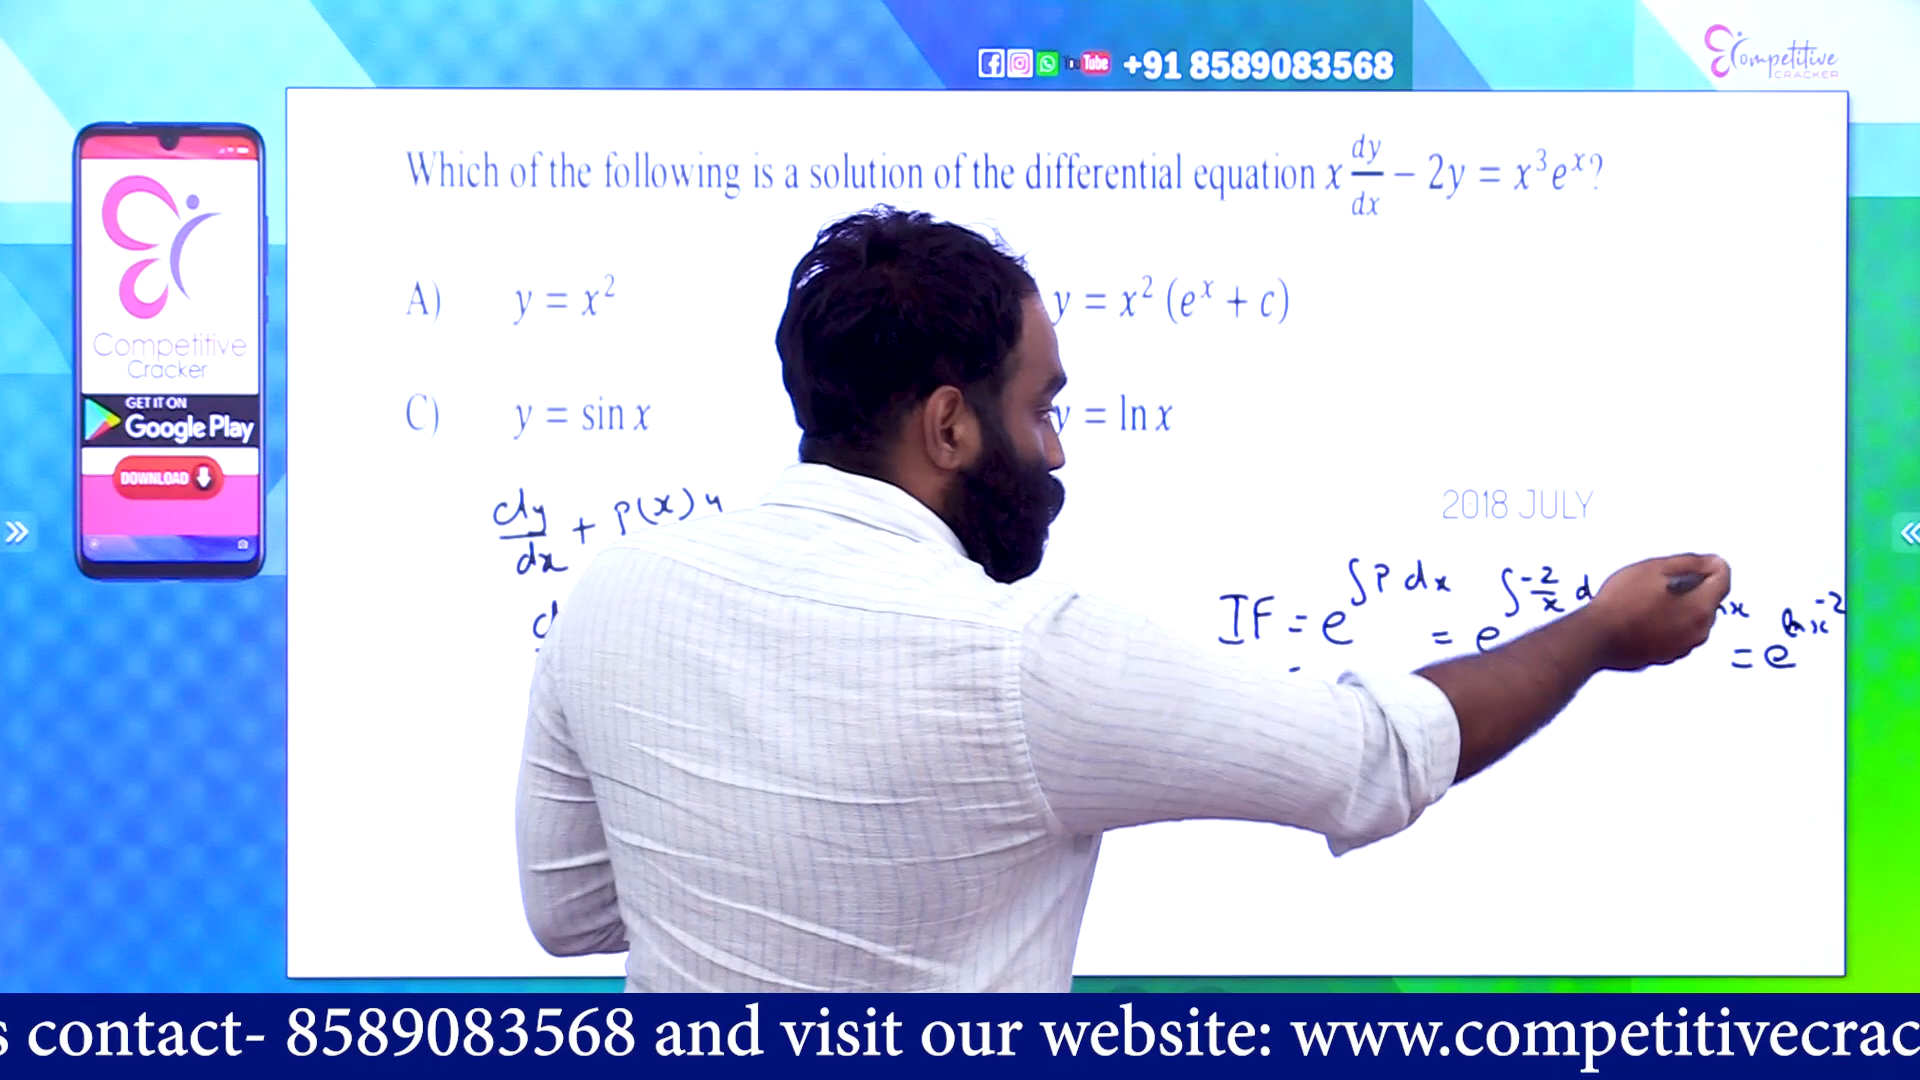 You Tube +91 8589083568
Competitive
CRACKER
Which of the following is a solution of the differential equation x dy/dx − 2y = x³eˣ?
A) y = x² y = x² (eˣ + c)
C) y = sin x y = ln x
2018 JULY
dy/dx + P(x) y
IF = e^∫P dx = e^∫-2/x d = e^ln x^-2
Competitive
Cracker
GET IT ON
Google Play
DOWNLOAD
s contact- 8589083568 and visit our website: www.competitivecrac